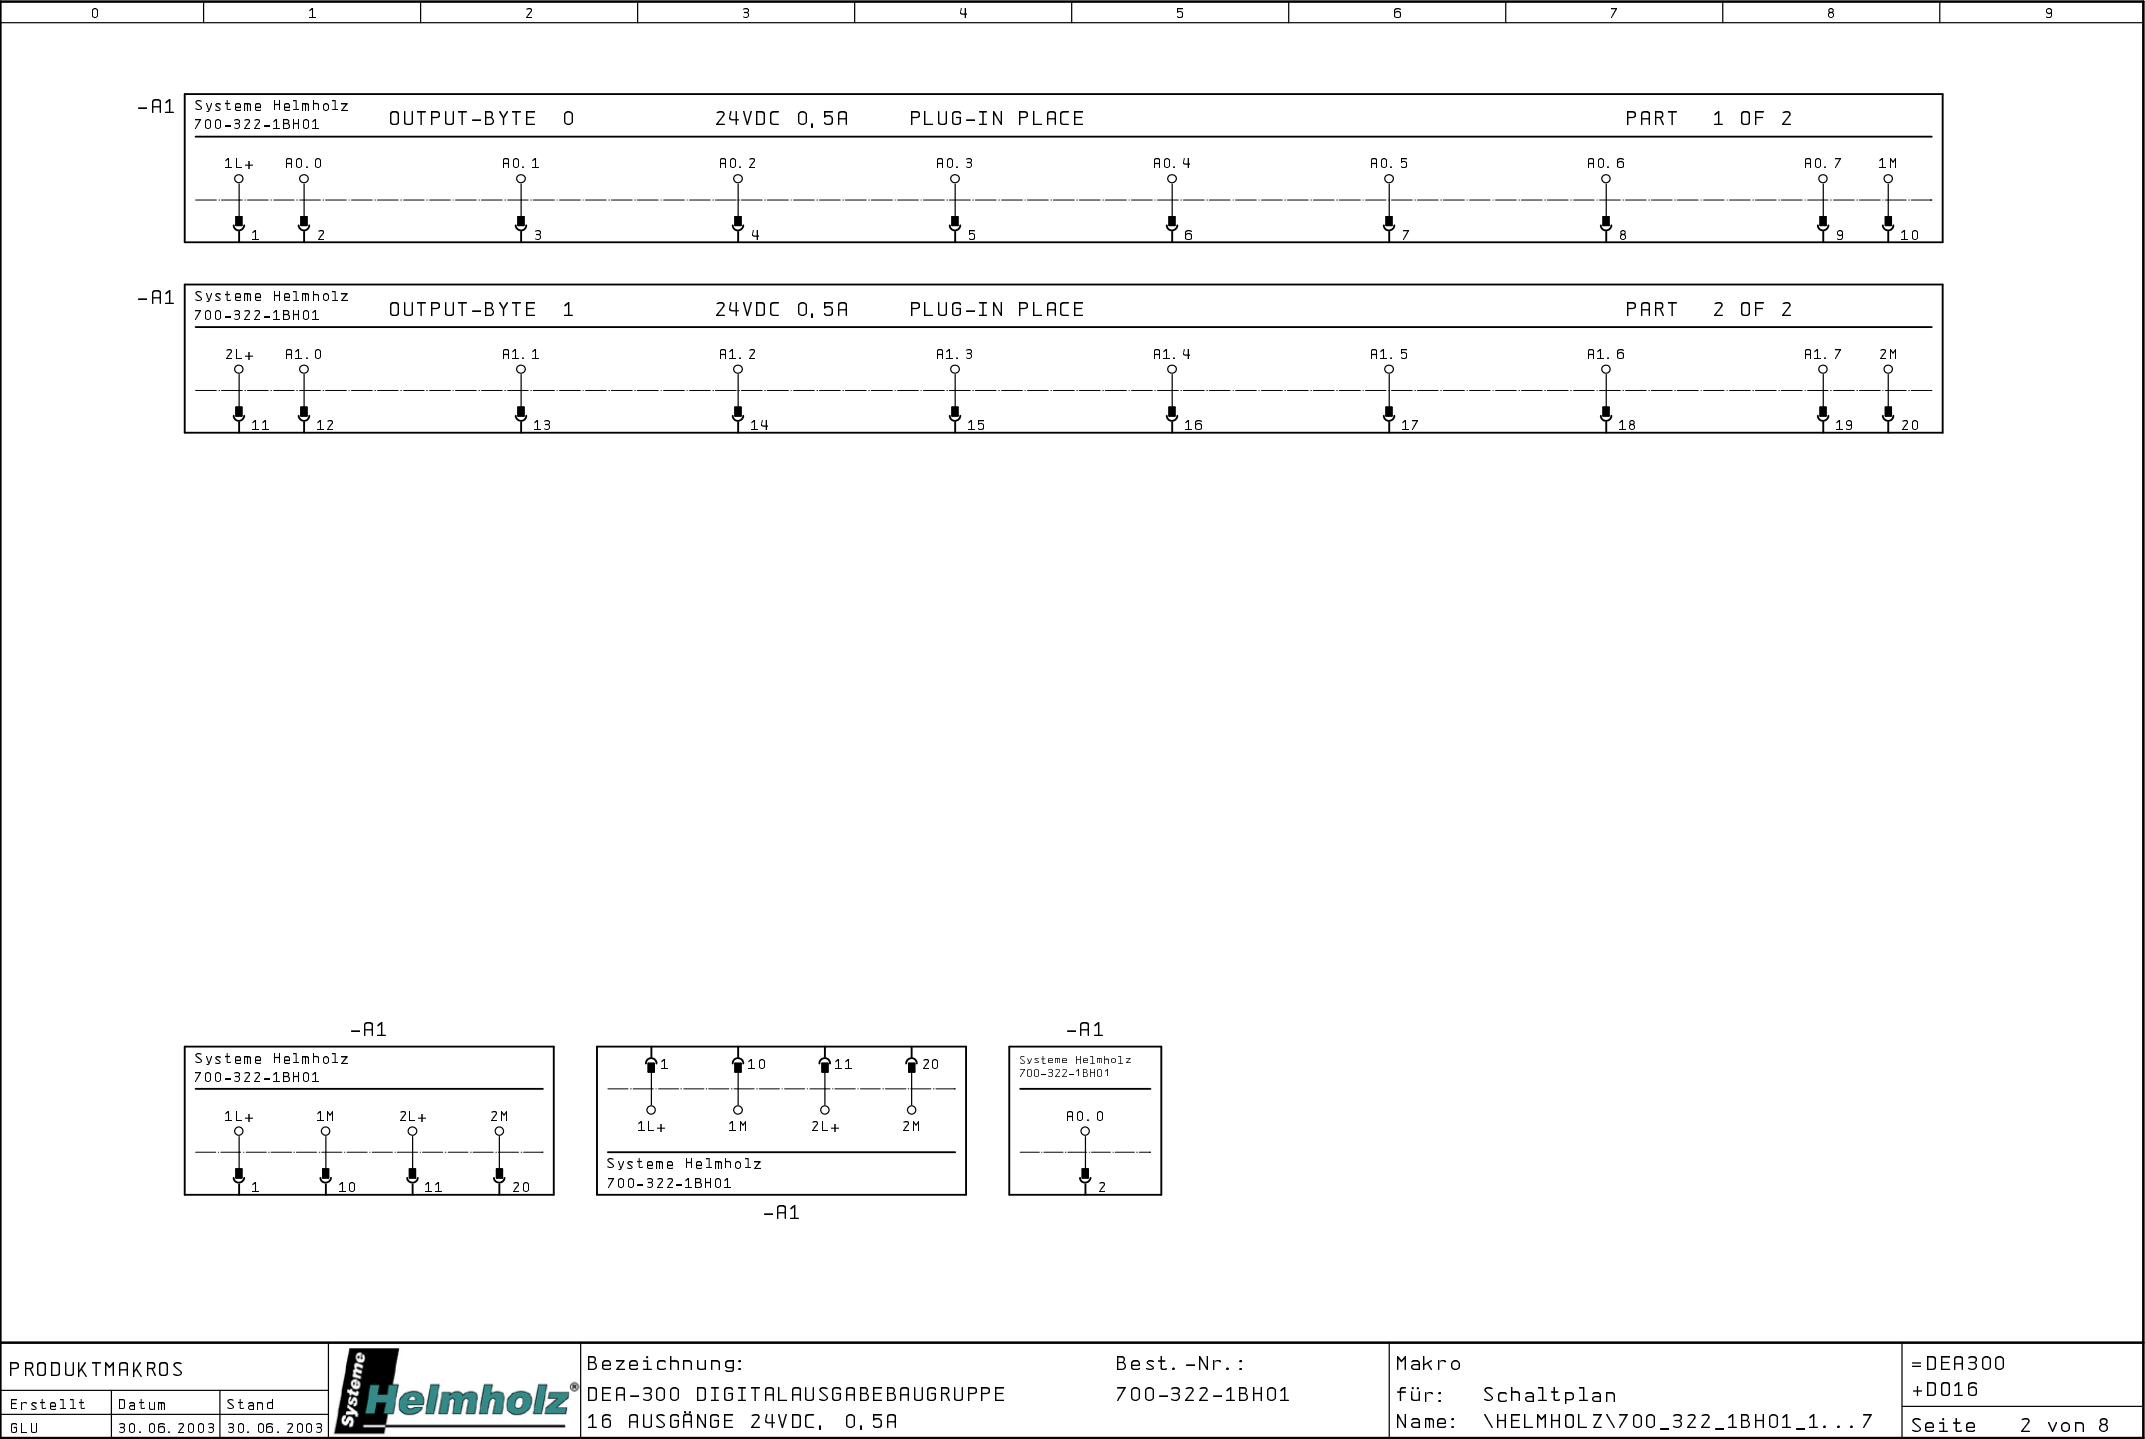 0 1 2 3 4 5 6 7 8 9
-A1 Systeme Helmholz
700-322-1BH01 OUTPUT-BYTE 0 24VDC 0,5A PLUG-IN PLACE PART 1 OF 2
1L+ A0.0 A0.1 A0.2 A0.3 A0.4 A0.5 A0.6 A0.7 1M
1 2 3 4 5 6 7 8 9 10
-A1 Systeme Helmholz
700-322-1BH01 OUTPUT-BYTE 1 24VDC 0,5A PLUG-IN PLACE PART 2 OF 2
2L+ A1.0 A1.1 A1.2 A1.3 A1.4 A1.5 A1.6 A1.7 2M
11 12 13 14 15 16 17 18 19 20
-A1
Systeme Helmholz
700-322-1BH01
1L+ 1M 2L+ 2M
1 10 11 20
1 10 11 20
1L+ 1M 2L+ 2M
Systeme Helmholz
700-322-1BH01
-A1
-A1
Systeme Helmholz
700-322-1BH01
A0.0
2
PRODUKTMAKROS
Erstellt Datum Stand
GLU 30.06.2003 30.06.2003
Systeme Helmholz®
Bezeichnung: Best.-Nr.:
DEA-300 DIGITALAUSGABEBAUGRUPPE 700-322-1BH01
16 AUSGÄNGE 24VDC, 0,5A
Makro
für: Schaltplan
Name: \HELMHOLZ\700_322_1BH01_1...7
=DEA300
+DO16
Seite 2 von 8